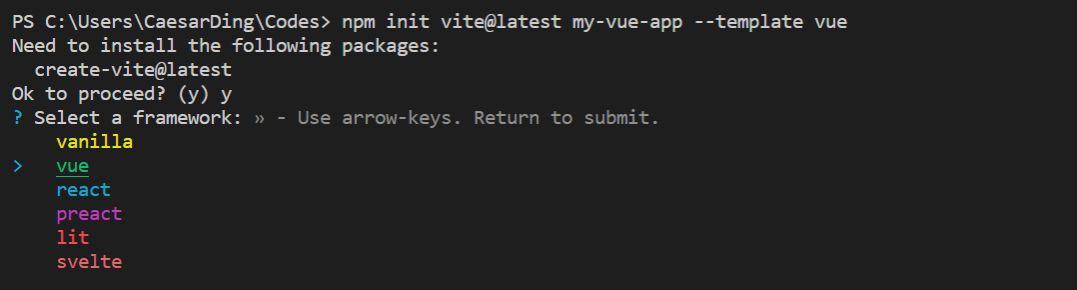 PS C:\Users\CaesarDing\Codes> npm init vite@latest my-vue-app --template vue
Need to install the following packages:
  create-vite@latest
Ok to proceed? (y) y
? Select a framework: » - Use arrow-keys. Return to submit.
    vanilla
>   vue
    react
    preact
    lit
    svelte